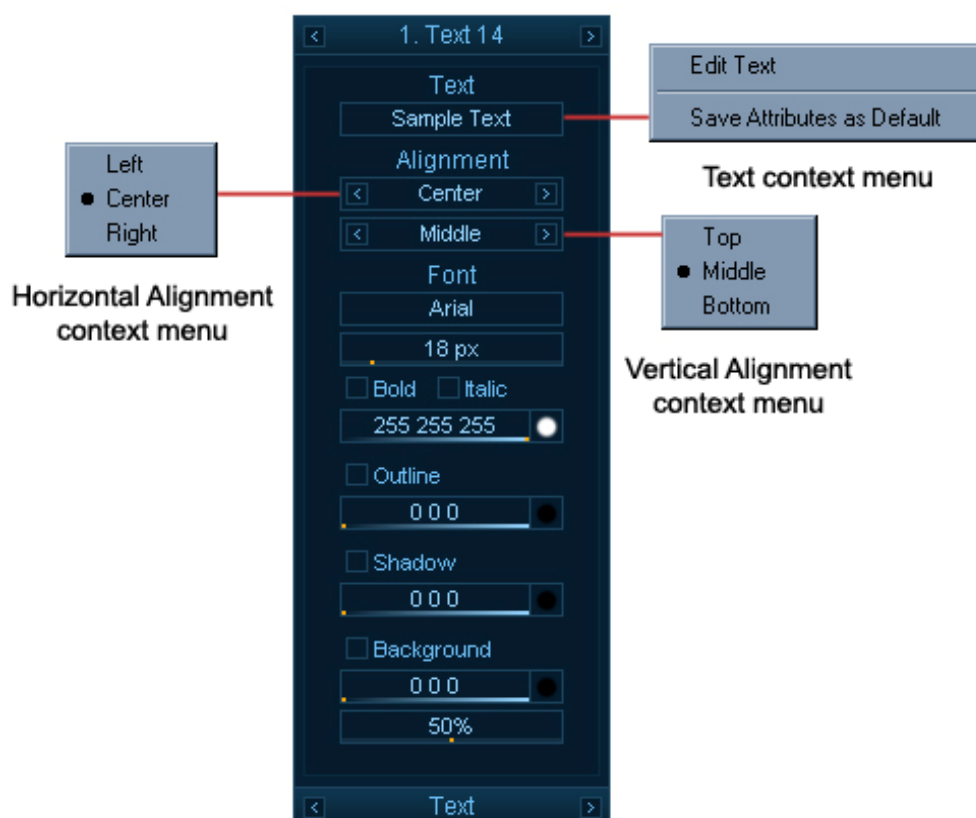 < 1. Text 14 >
Text
Sample Text
Alignment
< Center >
< Middle >
Font
Arial
18 px
Bold Italic
255 255 255
Outline
0 0 0
Shadow
0 0 0
Background
0 0 0
50%
< Text >
Left
Center
Right
Horizontal Alignment
context menu
Edit Text
Save Attributes as Default
Text context menu
Top
Middle
Bottom
Vertical Alignment
context menu